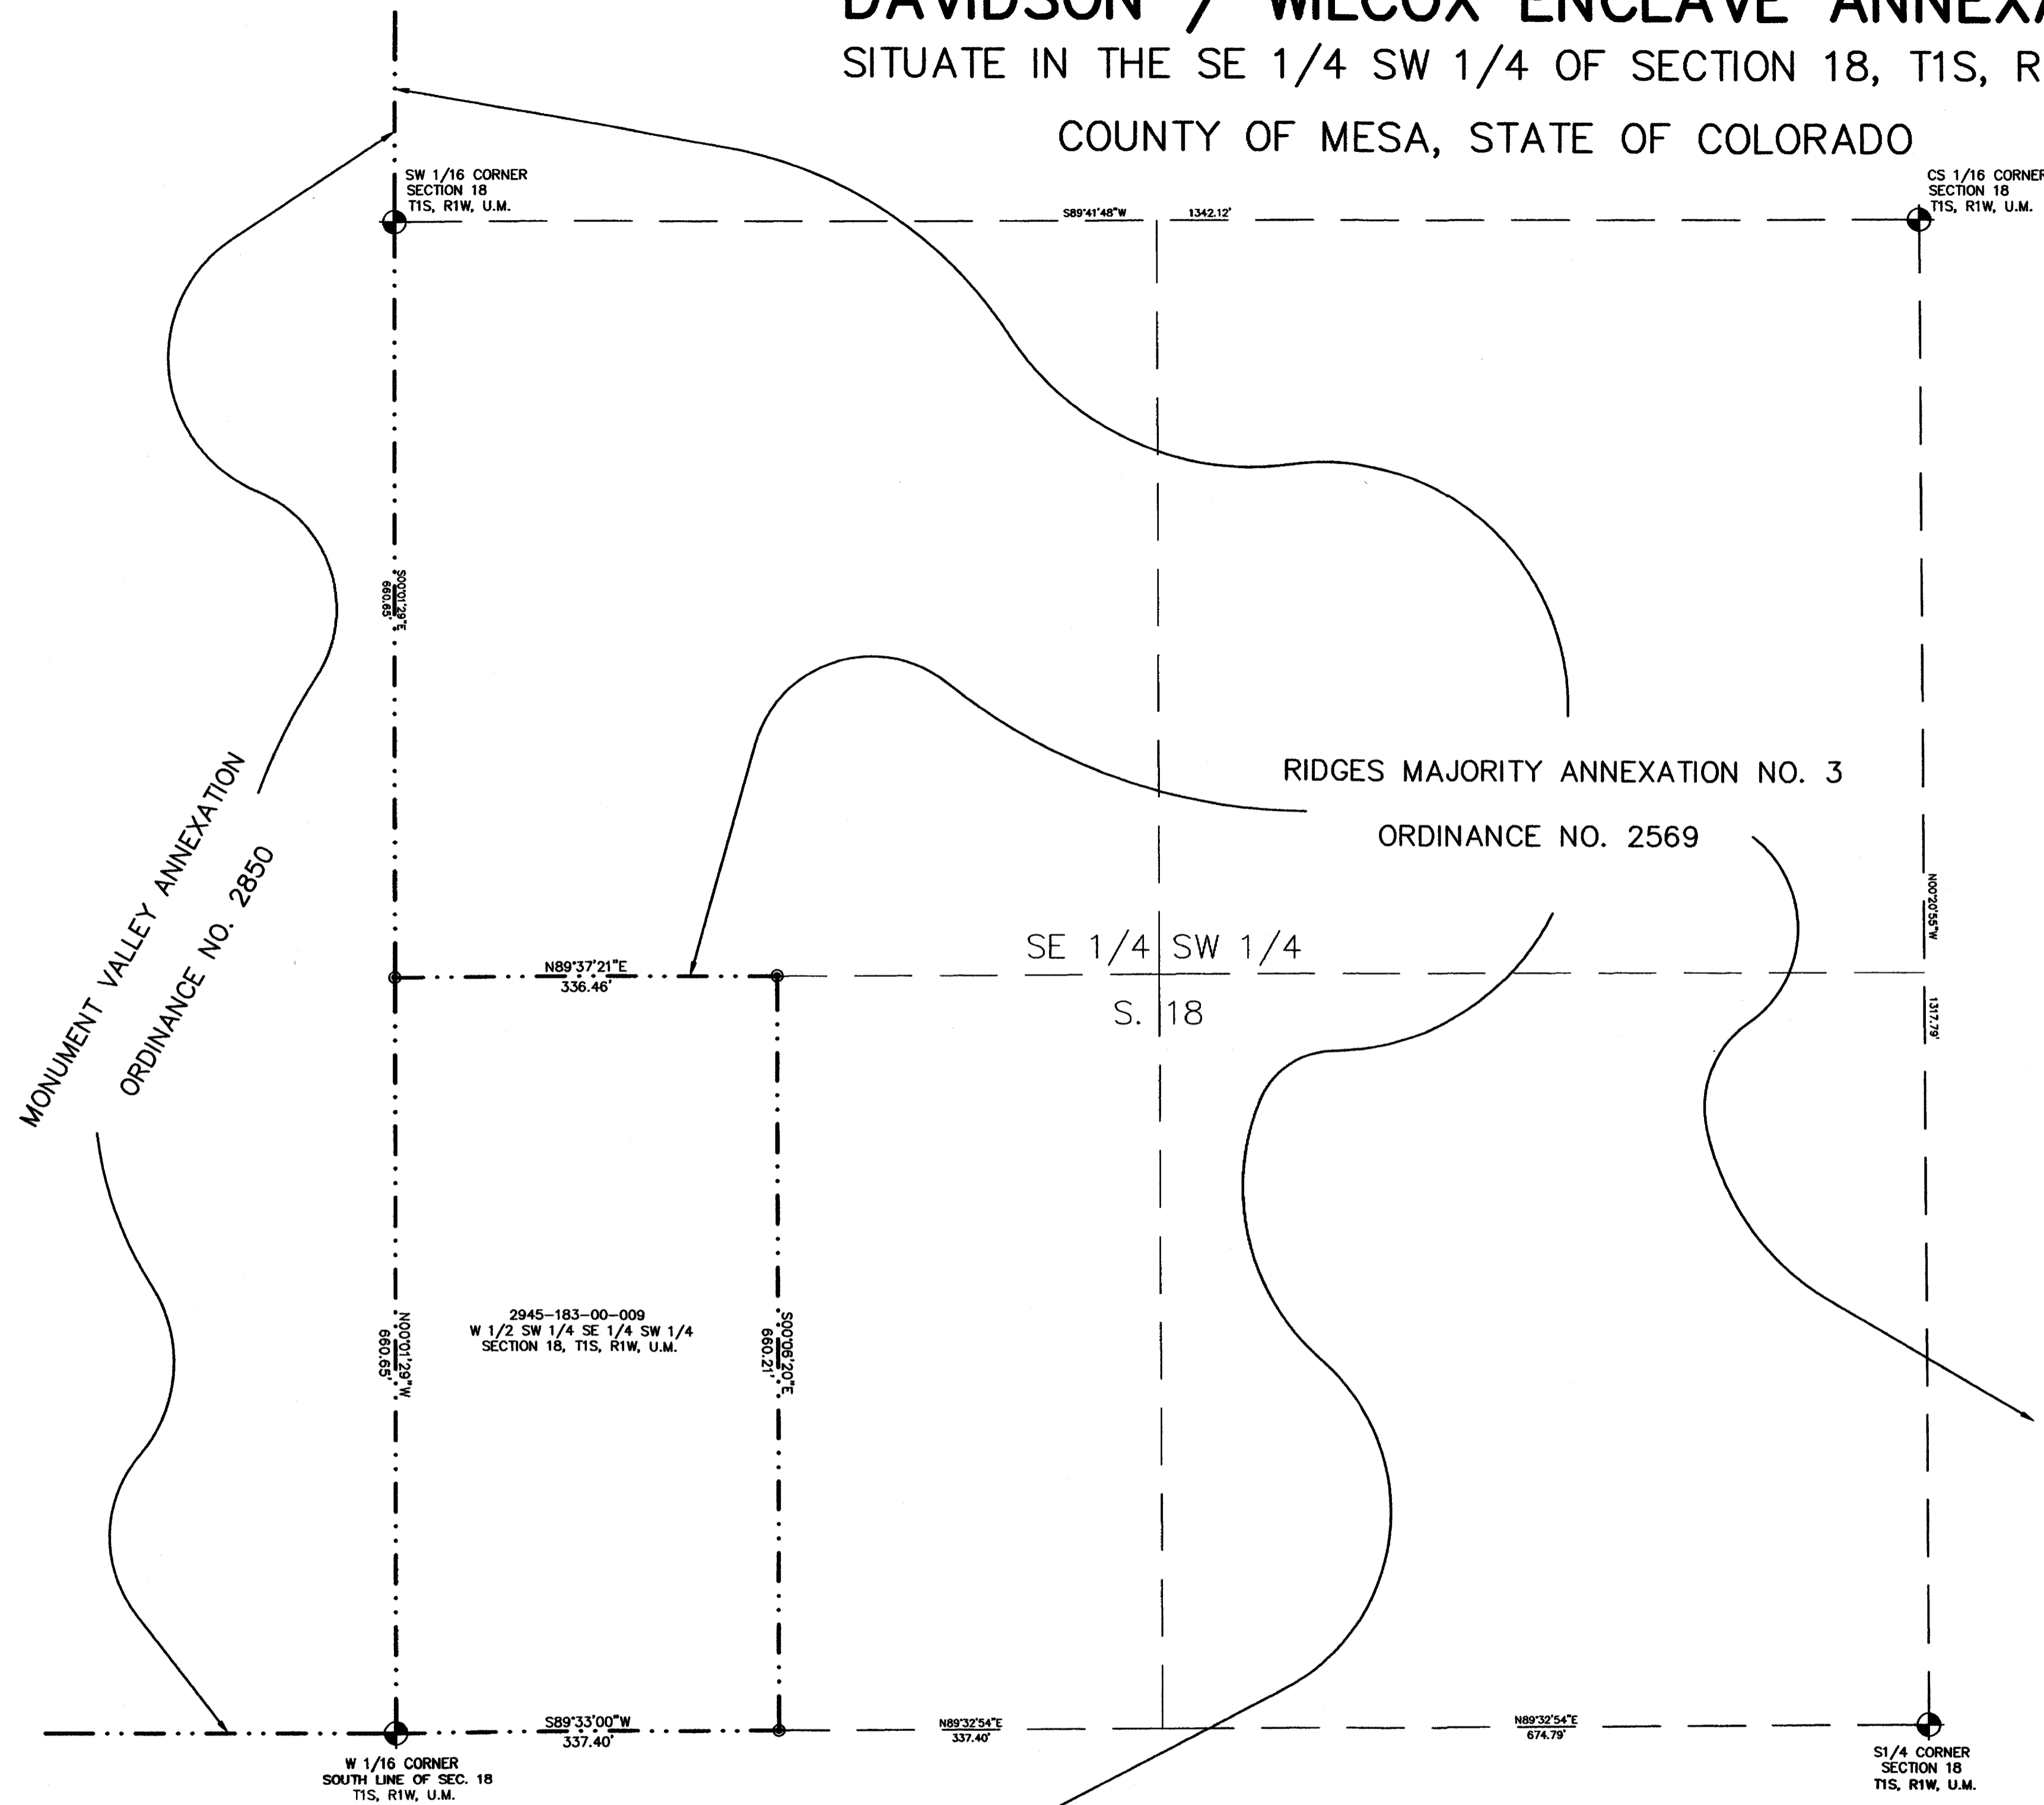 DAVIDSON / WILCOX ENCLAVE
SITUATE IN THE SE 1/4 SW 1/4 OF SECTION 18, T1S, R
COUNTY OF MESA, STATE OF COLORADO
SW 1/16 CORNER
SECTION 18
T1S, R1W, U.M.
CS 1/16 CORNER
SECTION 18
T1S, R1W, U.M.
S89°41'48"W 1342.12'
S00°01'29"E
660.65'
MONUMENT VALLEY ANNEXATION
ORDINANCE NO. 2850
RIDGES MAJORITY ANNEXATION NO. 3
ORDINANCE NO. 2569
N00°20'55"W 1317.79'
SE 1/4 SW 1/4
S. 18
N89°37'21"E
336.46'
N00°01'29"W
660.65'
2945-183-00-009
W 1/2 SW 1/4 SE 1/4 SW 1/4
SECTION 18, T1S, R1W, U.M.
S00°06'20"E
660.21'
S89°33'00"W
337.40'
N89°32'54"E
337.40'
N89°32'54"E
674.79'
W 1/16 CORNER
SOUTH LINE OF SEC. 18
T1S, R1W, U.M.
S1/4 CORNER
SECTION 18
T1S, R1W, U.M.